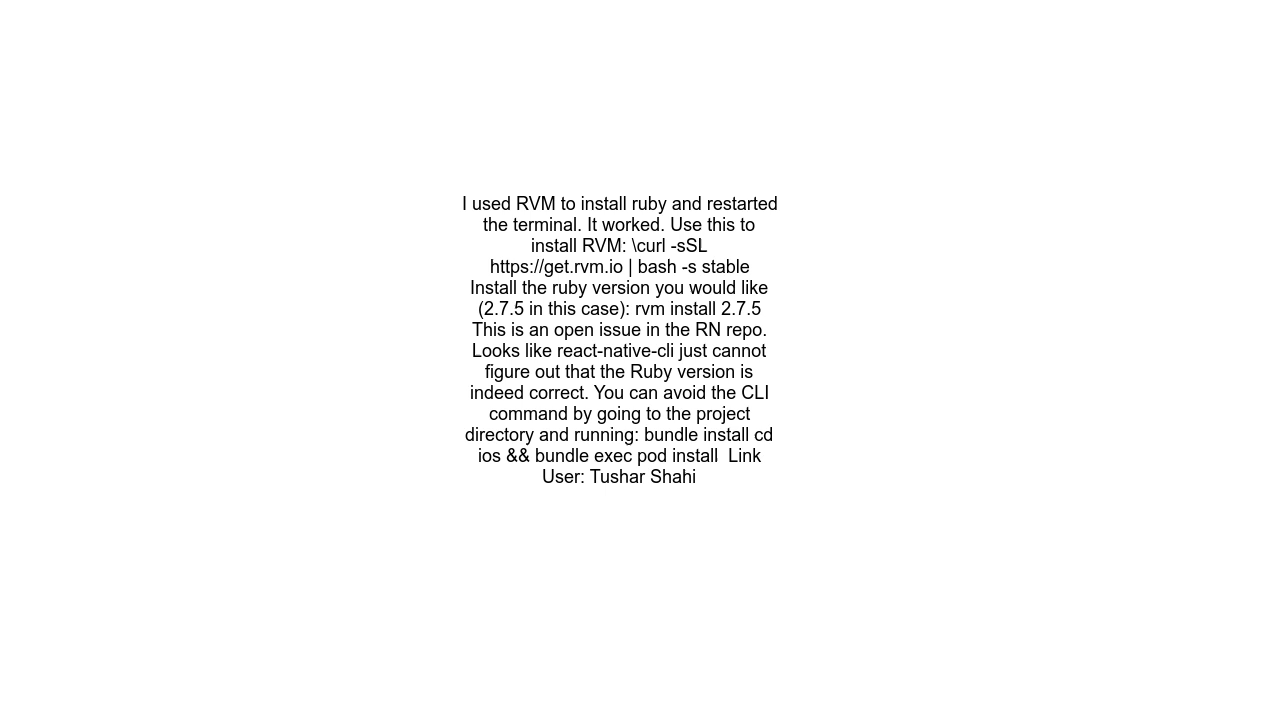 I used RVM to install ruby and restarted
the terminal. It worked. Use this to
install RVM: \curl -sSL
https://get.rvm.io | bash -s stable
Install the ruby version you would like
(2.7.5 in this case): rvm install 2.7.5
This is an open issue in the RN repo.
Looks like react-native-cli just cannot
figure out that the Ruby version is
indeed correct. You can avoid the CLI
command by going to the project
directory and running: bundle install cd
ios && bundle exec pod install  Link
User: Tushar Shahi